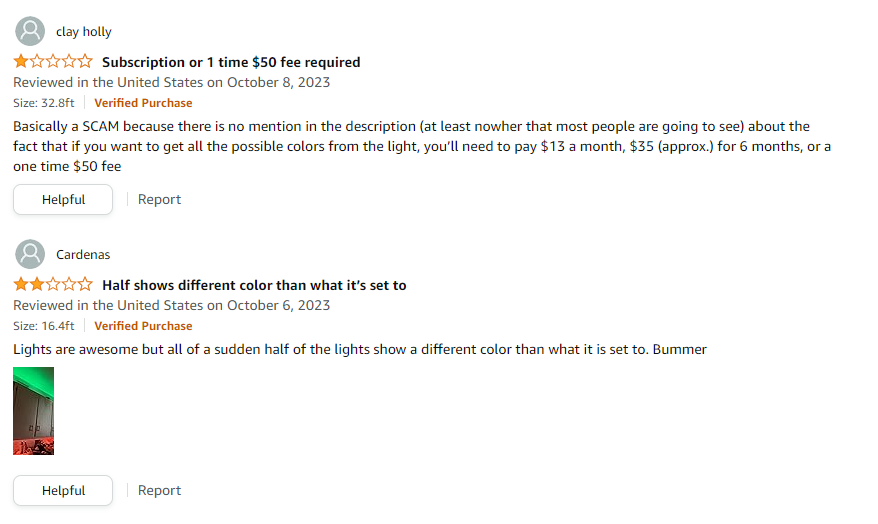 clay holly
Subscription or 1 time $50 fee required
Reviewed in the United States on October 8, 2023
Size: 32.8ft Verified Purchase
Basically a SCAM because there is no mention in the description (at least nowher that most people are going to see) about the
fact that if you want to get all the possible colors from the light, you’ll need to pay $13 a month, $35 (approx.) for 6 months, or a
one time $50 fee
Helpful Report
Cardenas
Half shows different color than what it’s set to
Reviewed in the United States on October 6, 2023
Size: 16.4ft Verified Purchase
Lights are awesome but all of a sudden half of the lights show a different color than what it is set to. Bummer
Helpful Report